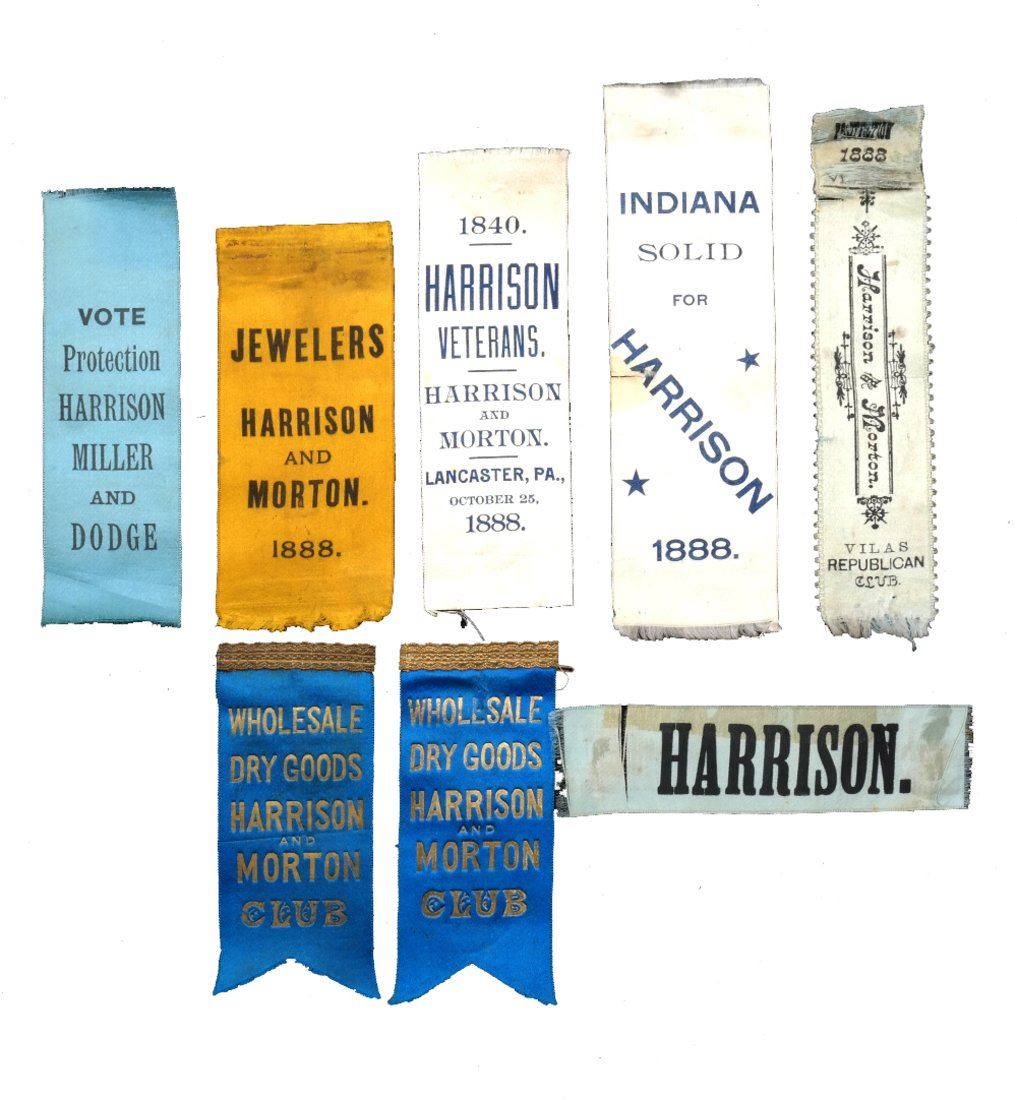 VOTE
Protection
HARRISON
MILLER
AND
DODGE
JEWELERS
HARRISON
AND
MORTON.
1888.
1840.
HARRISON
VETERANS.
HARRISON
AND
MORTON.
LANCASTER, PA.,
OCTOBER 25,
1888.
INDIANA
SOLID
FOR
HARRISON
1888.
1888
VI
Harrison & Morton.
VILAS
REPUBLICAN
CLUB.
WHOLESALE
DRY GOODS
HARRISON
AND
MORTON
CLUB
WHOLESALE
DRY GOODS
HARRISON
AND
MORTON
CLUB
HARRISON.